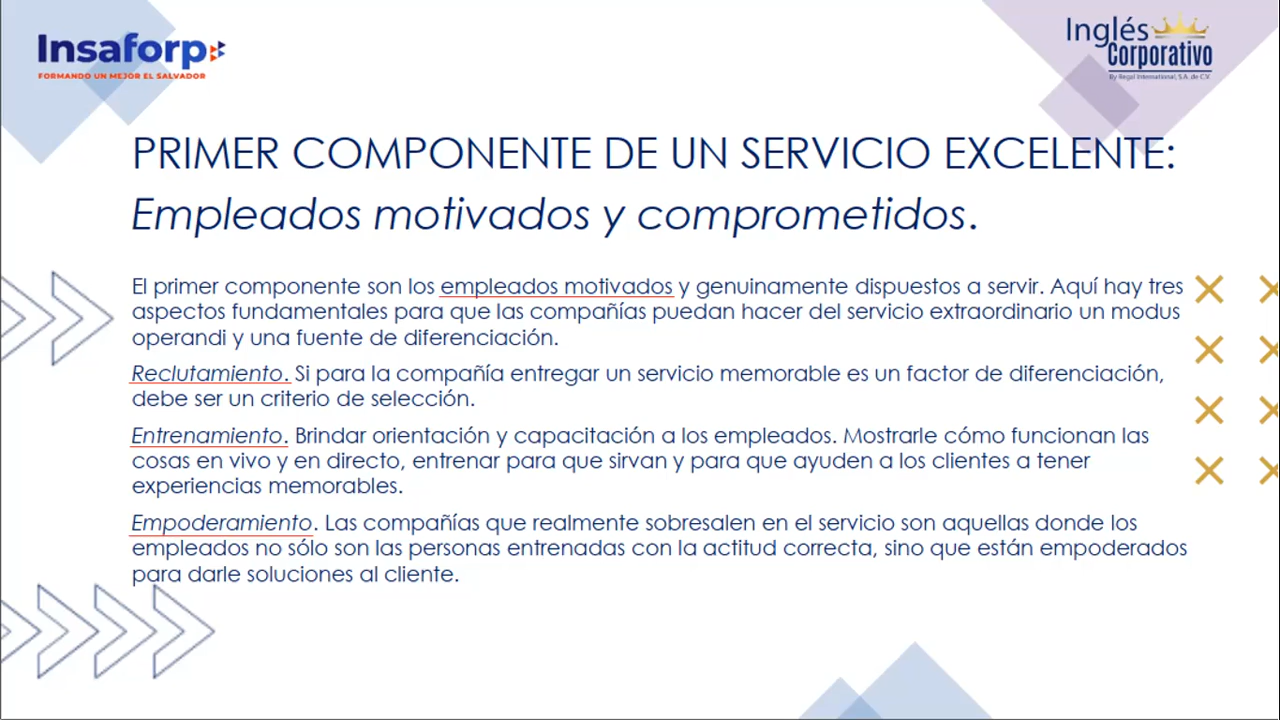 Insaforp
FORMANDO UN MEJOR EL SALVADOR
Inglés
Corporativo
By Regal International, S.A. de C.V.
PRIMER COMPONENTE DE UN SERVICIO EXCELENTE:
Empleados motivados y comprometidos.
El primer componente son los empleados motivados y genuinamente dispuestos a servir. Aquí hay tres
aspectos fundamentales para que las compañías puedan hacer del servicio extraordinario un modus
operandi y una fuente de diferenciación.
Reclutamiento. Si para la compañía entregar un servicio memorable es un factor de diferenciación,
debe ser un criterio de selección.
Entrenamiento. Brindar orientación y capacitación a los empleados. Mostrarle cómo funcionan las
cosas en vivo y en directo, entrenar para que sirvan y para que ayuden a los clientes a tener
experiencias memorables.
Empoderamiento. Las compañías que realmente sobresalen en el servicio son aquellas donde los
empleados no sólo son las personas entrenadas con la actitud correcta, sino que están empoderados
para darle soluciones al cliente.